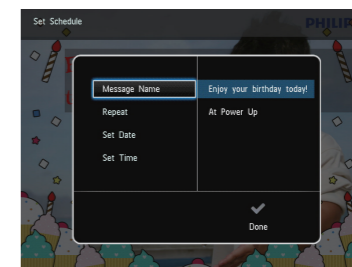 Set Schedule
PHILIP
Message Name
Enjoy your birthday today!
Repeat
At Power Up
Set Date
Set Time
Done